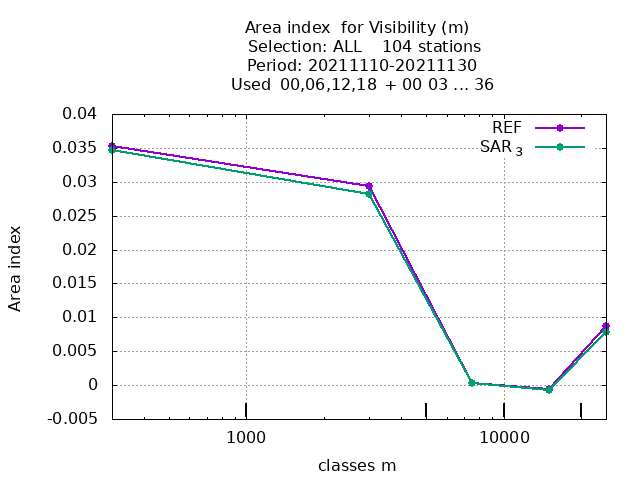 Area index  for Visibility (m)
Selection: ALL    104 stations
Period: 20211110-20211130
Used  00,06,12,18  + 00 03 ... 36
REF
SAR 3
0.04
0.035
0.03
0.025
0.02
0.015
0.01
0.005
0
-0.005
Area index
1000
10000
classes m